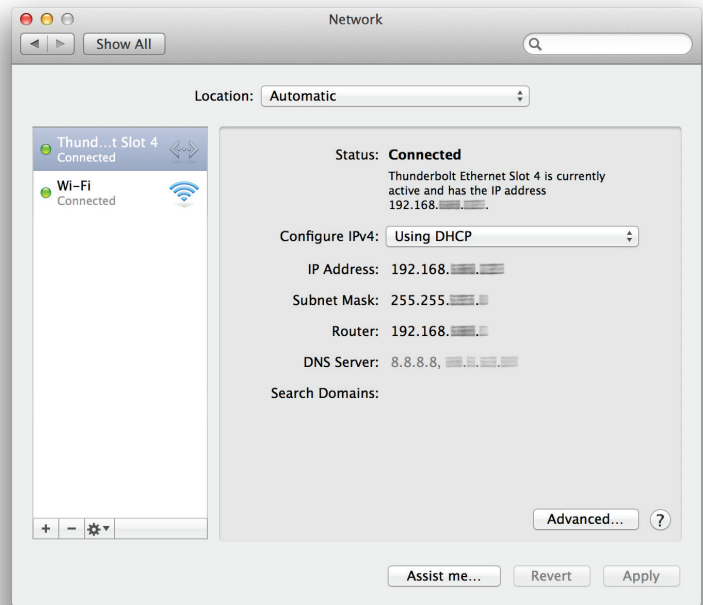 Network
Show All
Location: Automatic
Thund...t Slot 4
Connected
Wi-Fi
Connected
Status: Connected
Thunderbolt Ethernet Slot 4 is currently
active and has the IP address
192.168.
Configure IPv4: Using DHCP
IP Address: 192.168.
Subnet Mask: 255.255.
Router: 192.168.
DNS Server: 8.8.8.8,
Search Domains:
Advanced... ?
Assist me... Revert Apply